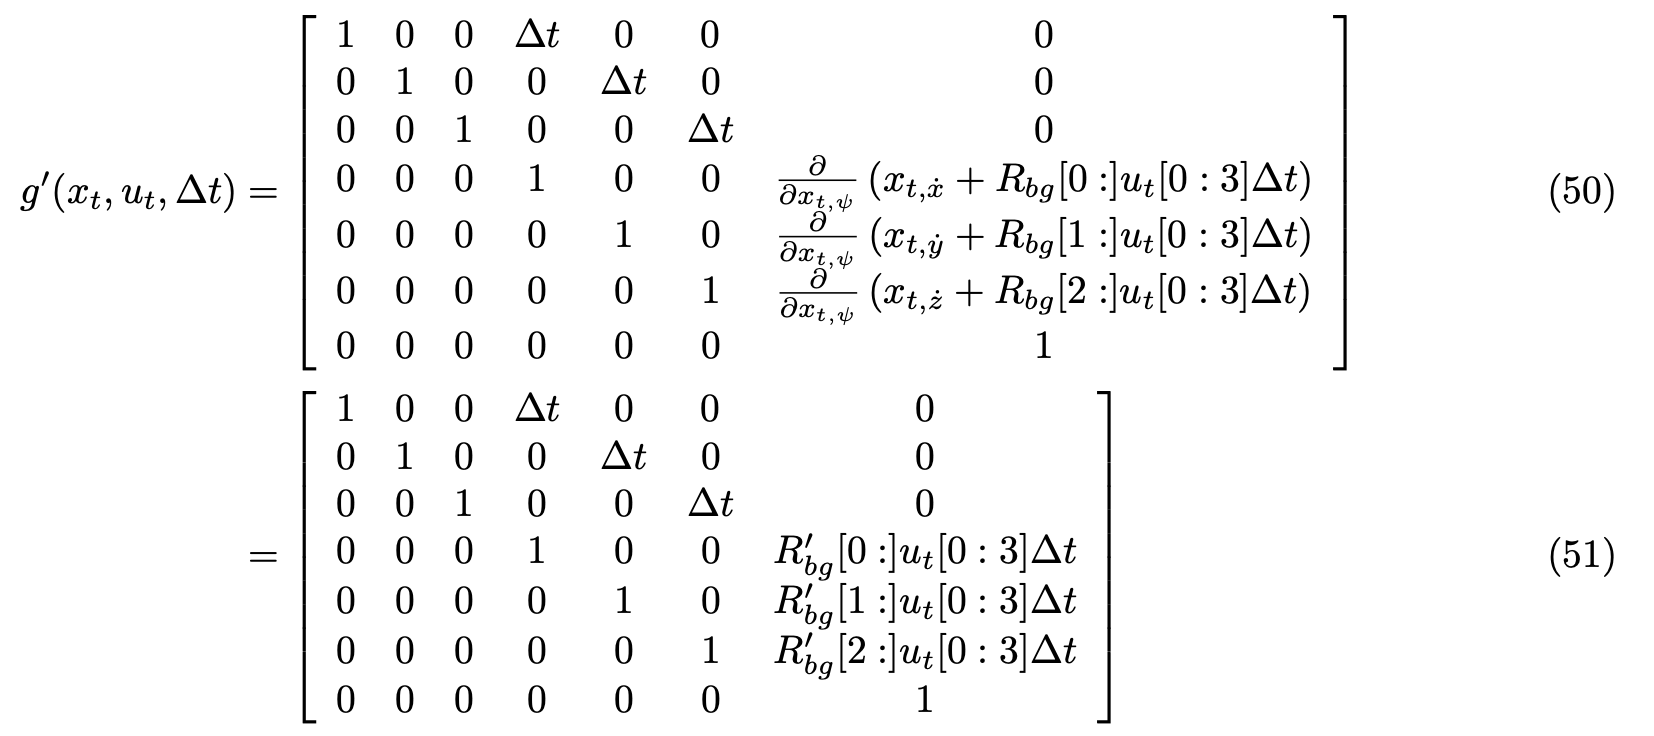 1 0 0 Δt 0 0 0
0 1 0 0 Δt 0 0
0 0 1 0 0 Δt 0
g′(x_t, u_t, Δt) = 0 0 0 1 0 0 ∂/∂x_{t,ψ} (x_{t,ẋ} + R_{bg}[0 :]u_t[0 : 3]Δt) (50)
0 0 0 0 1 0 ∂/∂x_{t,ψ} (x_{t,ẏ} + R_{bg}[1 :]u_t[0 : 3]Δt)
0 0 0 0 0 1 ∂/∂x_{t,ψ} (x_{t,ż} + R_{bg}[2 :]u_t[0 : 3]Δt)
0 0 0 0 0 0 1
1 0 0 Δt 0 0 0
0 1 0 0 Δt 0 0
0 0 1 0 0 Δt 0
= 0 0 0 1 0 0 R′_{bg}[0 :]u_t[0 : 3]Δt (51)
0 0 0 0 1 0 R′_{bg}[1 :]u_t[0 : 3]Δt
0 0 0 0 0 1 R′_{bg}[2 :]u_t[0 : 3]Δt
0 0 0 0 0 0 1